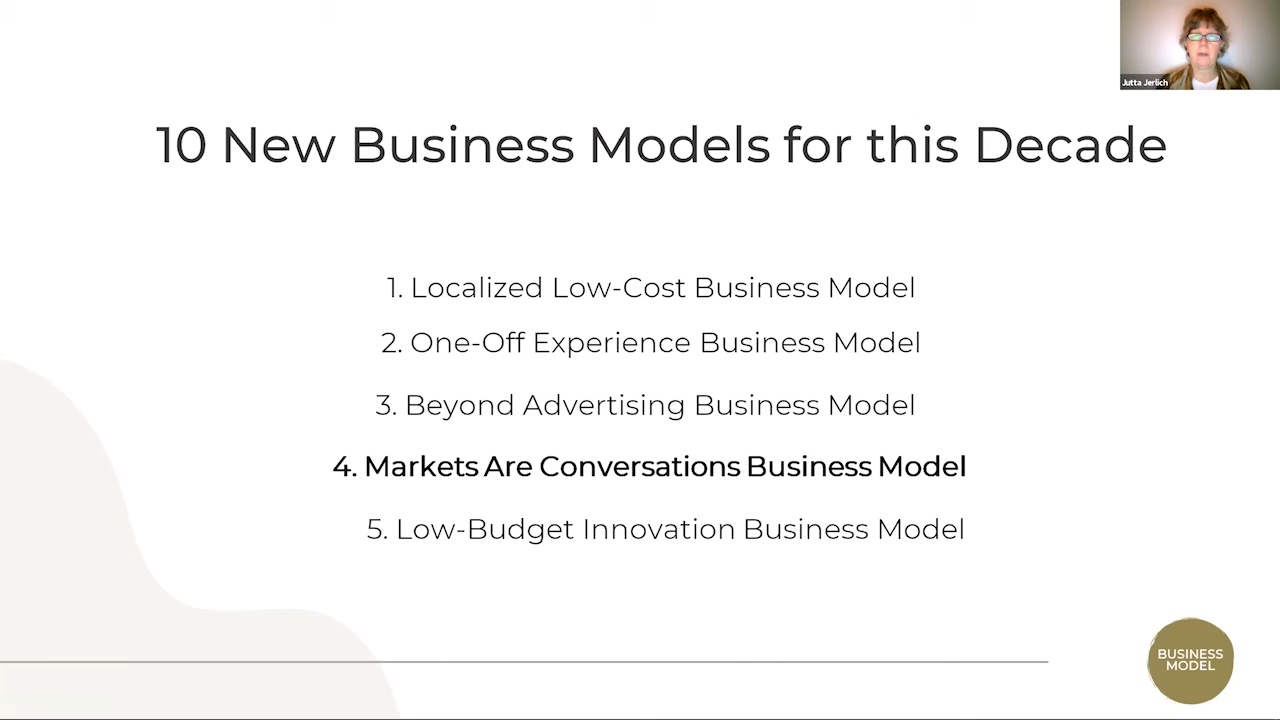 Jutta Jerlich
10 New Business Models for this Decade
1. Localized Low-Cost Business Model
2. One-Off Experience Business Model
3. Beyond Advertising Business Model
4. Markets Are Conversations Business Model
5. Low-Budget Innovation Business Model
BUSINESS
MODEL